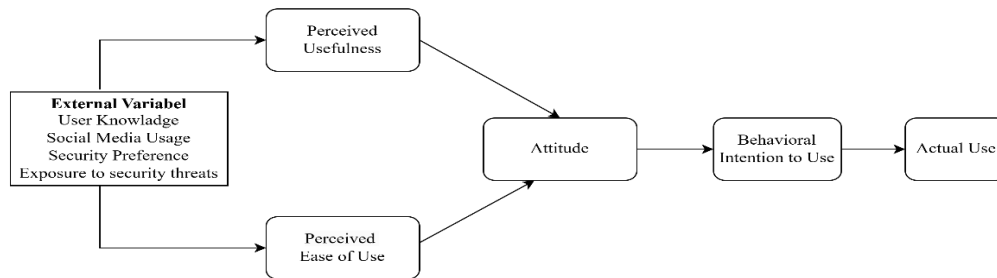 Perceived
Usefulness
External Variabel
User Knowladge
Social Media Usage
Security Preference
Exposure to security threats
Attitude
Behavioral
Intention to Use
Actual Use
Perceived
Ease of Use